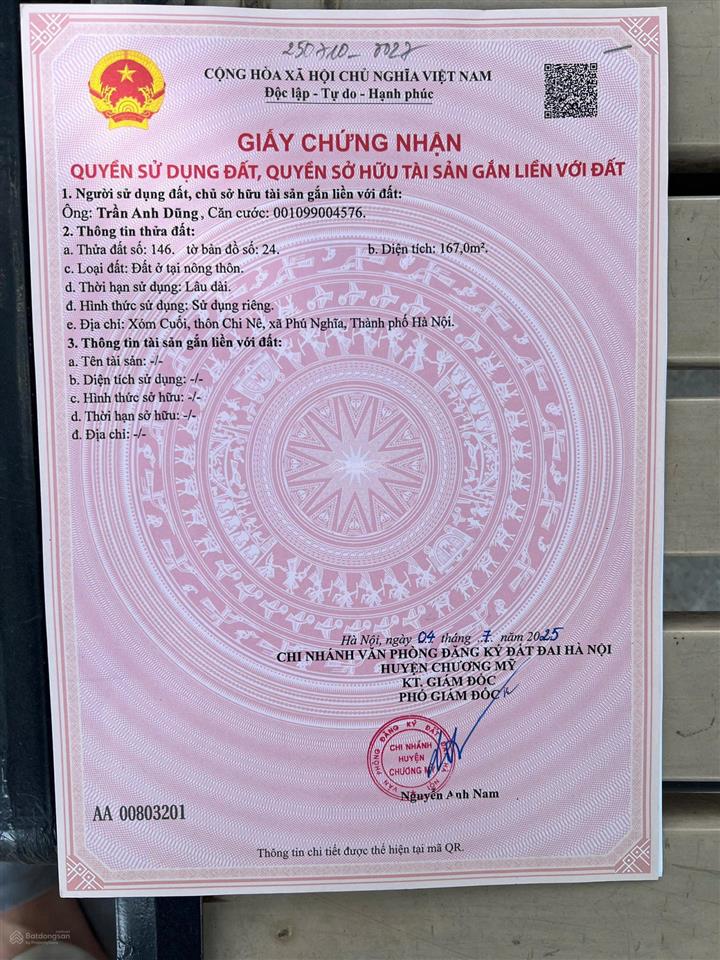 250710-0027
CỘNG HÒA XÃ HỘI CHỦ NGHĨA VIỆT NAM
Độc lập - Tự do - Hạnh phúc
GIẤY CHỨNG NHẬN
QUYỀN SỬ DỤNG ĐẤT, QUYỀN SỞ HỮU TÀI SẢN GẮN LIỀN VỚI ĐẤT
1. Người sử dụng đất, chủ sở hữu tài sản gắn liền với đất:
Ông: Trần Anh Dũng, Căn cước: 001099004576.
2. Thông tin thửa đất:
a. Thửa đất số: 146. tờ bản đồ số: 24. b. Diện tích: 167,0m².
c. Loại đất: Đất ở tại nông thôn.
d. Thời hạn sử dụng: Lâu dài.
đ. Hình thức sử dụng: Sử dụng riêng.
e. Địa chỉ: Xóm Cuối, thôn Chi Nê, xã Phú Nghĩa, Thành phố Hà Nội.
3. Thông tin tài sản gắn liền với đất:
a. Tên tài sản: -/-
b. Diện tích sử dụng: -/-
c. Hình thức sở hữu: -/-
d. Thời hạn sở hữu: -/-
đ. Địa chỉ: -/-
Hà Nội, ngày 04 tháng 7 năm 2025
CHI NHÁNH VĂN PHÒNG ĐĂNG KÝ ĐẤT ĐAI HÀ NỘI
HUYỆN CHƯƠNG MỸ
KT. GIÁM ĐỐC
PHÓ GIÁM ĐỐC
VĂN PHÒNG ĐĂNG KÝ ĐẤT ĐAI HÀ NỘI
CHI NHÁNH
HUYỆN
CHƯƠNG MỸ
Nguyễn Anh Nam
AA 00803201
Thông tin chi tiết được thể hiện tại mã QR.
Batdongsan